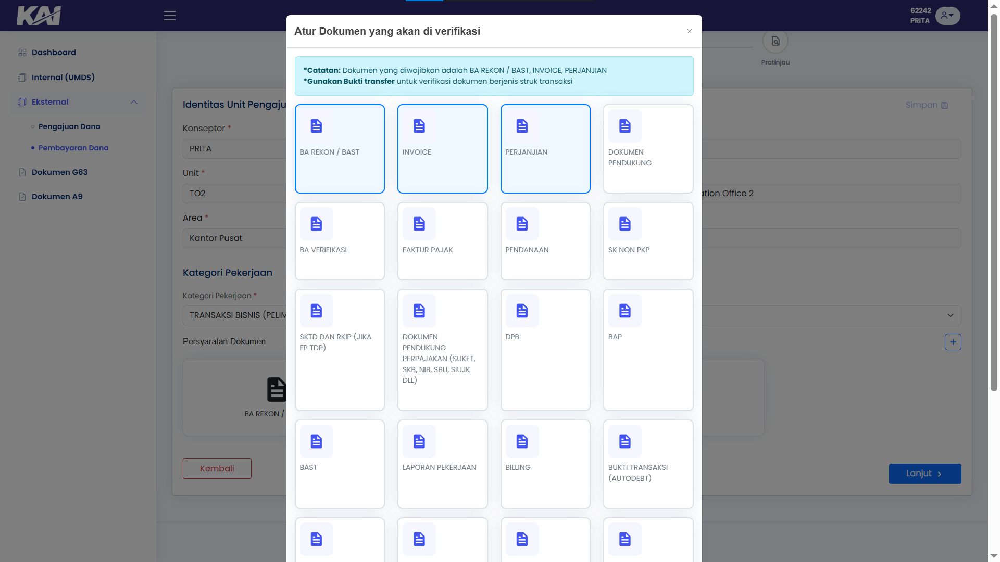 KAI
62242
PRITA
Dashboard
Internal (UMDS)
Eksternal
Pengajuan Dana
Pembayaran Dana
Dokumen G63
Dokumen A9
Pratinjau
Identitas Unit Pengaju
Simpan
Konseptor *
PRITA
Unit *
TO2
ation Office 2
Area *
Kantor Pusat
Kategori Pekerjaan
Kategori Pekerjaan *
TRANSAKSI BISNIS (PELIM
Persyaratan Dokumen
BA REKON /
Kembali
Lanjut
Atur Dokumen yang akan di verifikasi
*Catatan: Dokumen yang diwajibkan adalah BA REKON / BAST, INVOICE, PERJANJIAN
*Gunakan Bukti transfer untuk verifikasi dokumen berjenis struk transaksi
BA REKON / BAST
INVOICE
PERJANJIAN
DOKUMEN
PENDUKUNG
BA VERIFIKASI
FAKTUR PAJAK
PENDANAAN
SK NON PKP
SKTD DAN RKIP (JIKA
FP TDP)
DOKUMEN
PENDUKUNG
PERPAJAKAN (SUKET,
SKB, NIB, SBU, SIUJK
DLL)
DPB
BAP
BAST
LAPORAN PEKERJAAN
BILLING
BUKTI TRANSAKSI
(AUTODEBT)